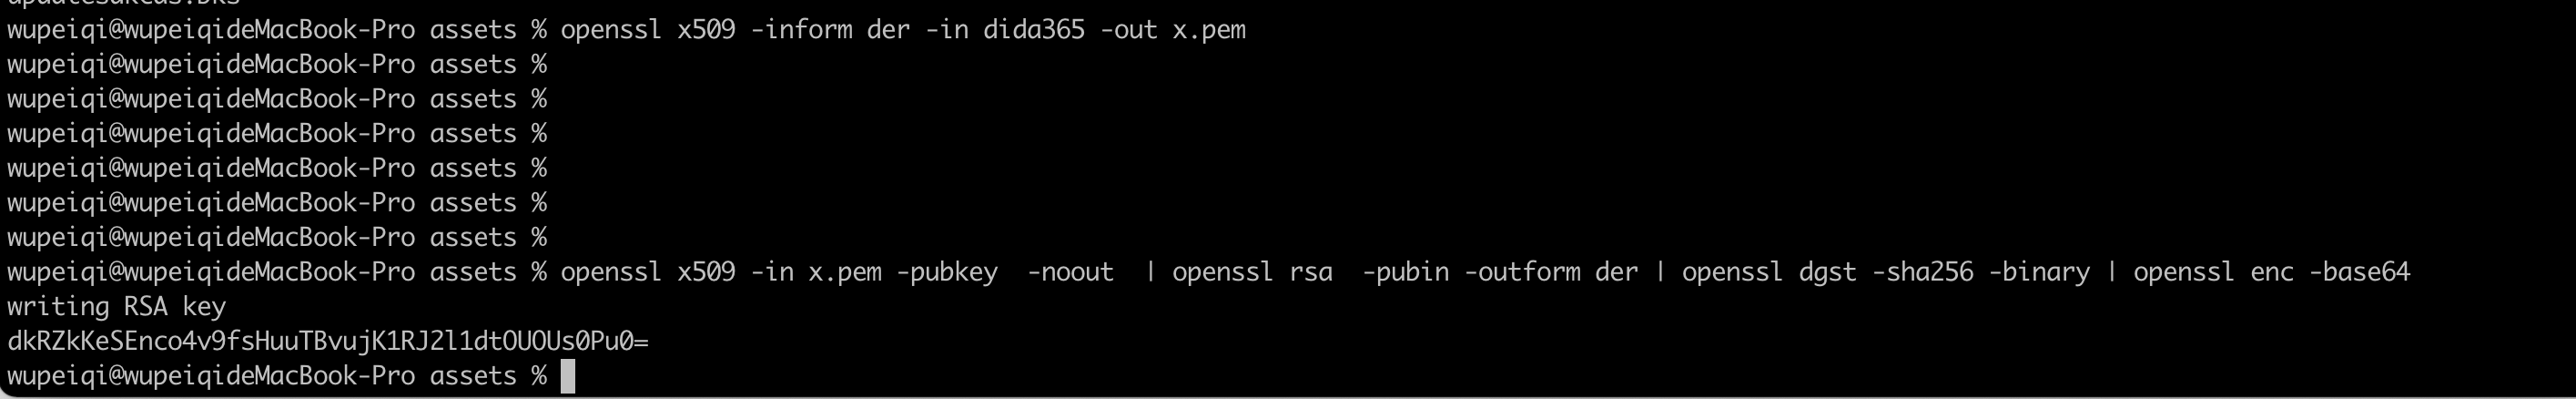 updatesdkcas.bks
wupeiqi@wupeiqideMacBook-Pro assets % openssl x509 -inform der -in dida365 -out x.pem
wupeiqi@wupeiqideMacBook-Pro assets %
wupeiqi@wupeiqideMacBook-Pro assets %
wupeiqi@wupeiqideMacBook-Pro assets %
wupeiqi@wupeiqideMacBook-Pro assets %
wupeiqi@wupeiqideMacBook-Pro assets %
wupeiqi@wupeiqideMacBook-Pro assets %
wupeiqi@wupeiqideMacBook-Pro assets % openssl x509 -in x.pem -pubkey  -noout  | openssl rsa  -pubin -outform der | openssl dgst -sha256 -binary | openssl enc -base64
writing RSA key
dkRZkKeSEnco4v9fsHuuTBvujK1RJ2l1dtOUOUs0Pu0=
wupeiqi@wupeiqideMacBook-Pro assets %